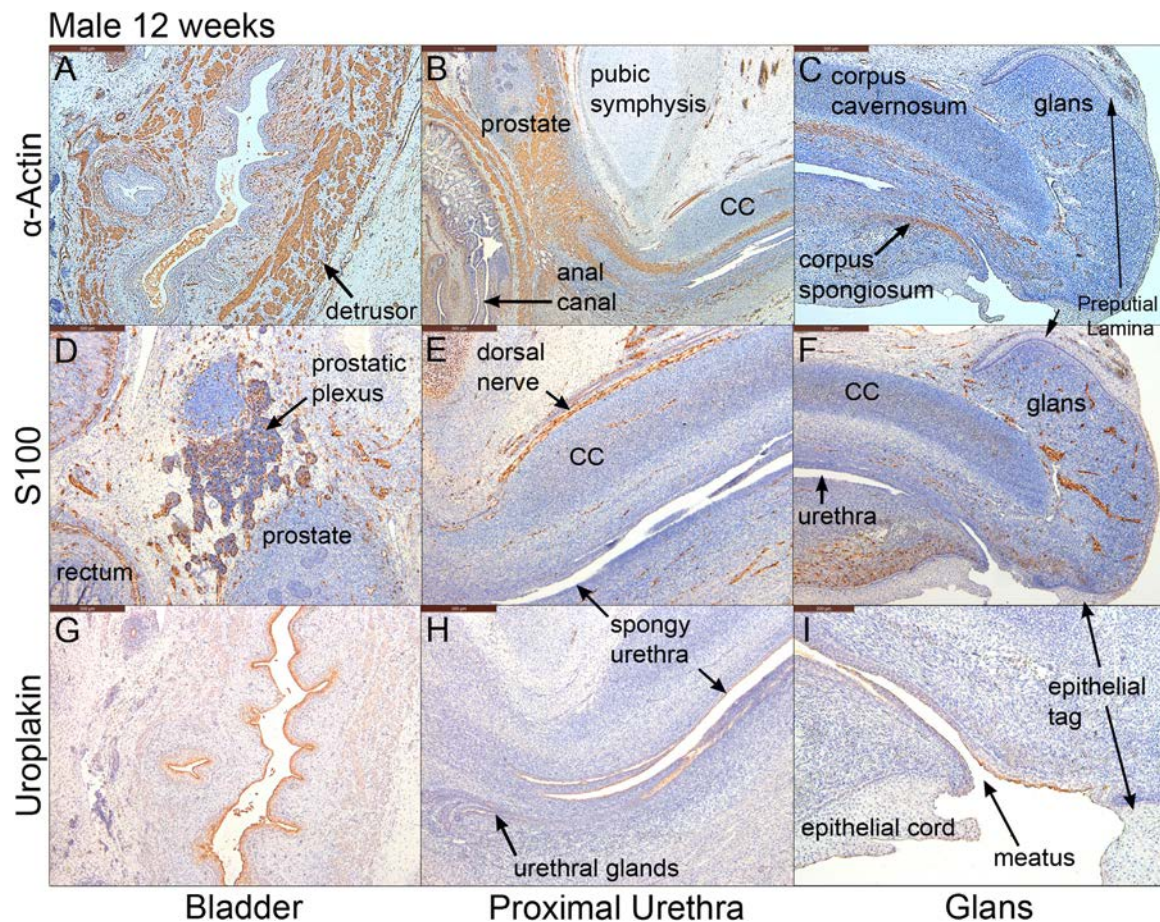 Male 12 weeks
α-Actin
A
detrusor
B
prostate
pubic
symphysis
CC
anal
canal
C
corpus
cavernosum
glans
corpus
spongiosum
Preputial
Lamina
S100
D
prostatic
plexus
prostate
rectum
E
dorsal
nerve
CC
F
CC
glans
urethra
Uroplakin
G
H
spongy
urethra
urethral glands
I
epithelial
tag
epithelial cord
meatus
Bladder
Proximal Urethra
Glans